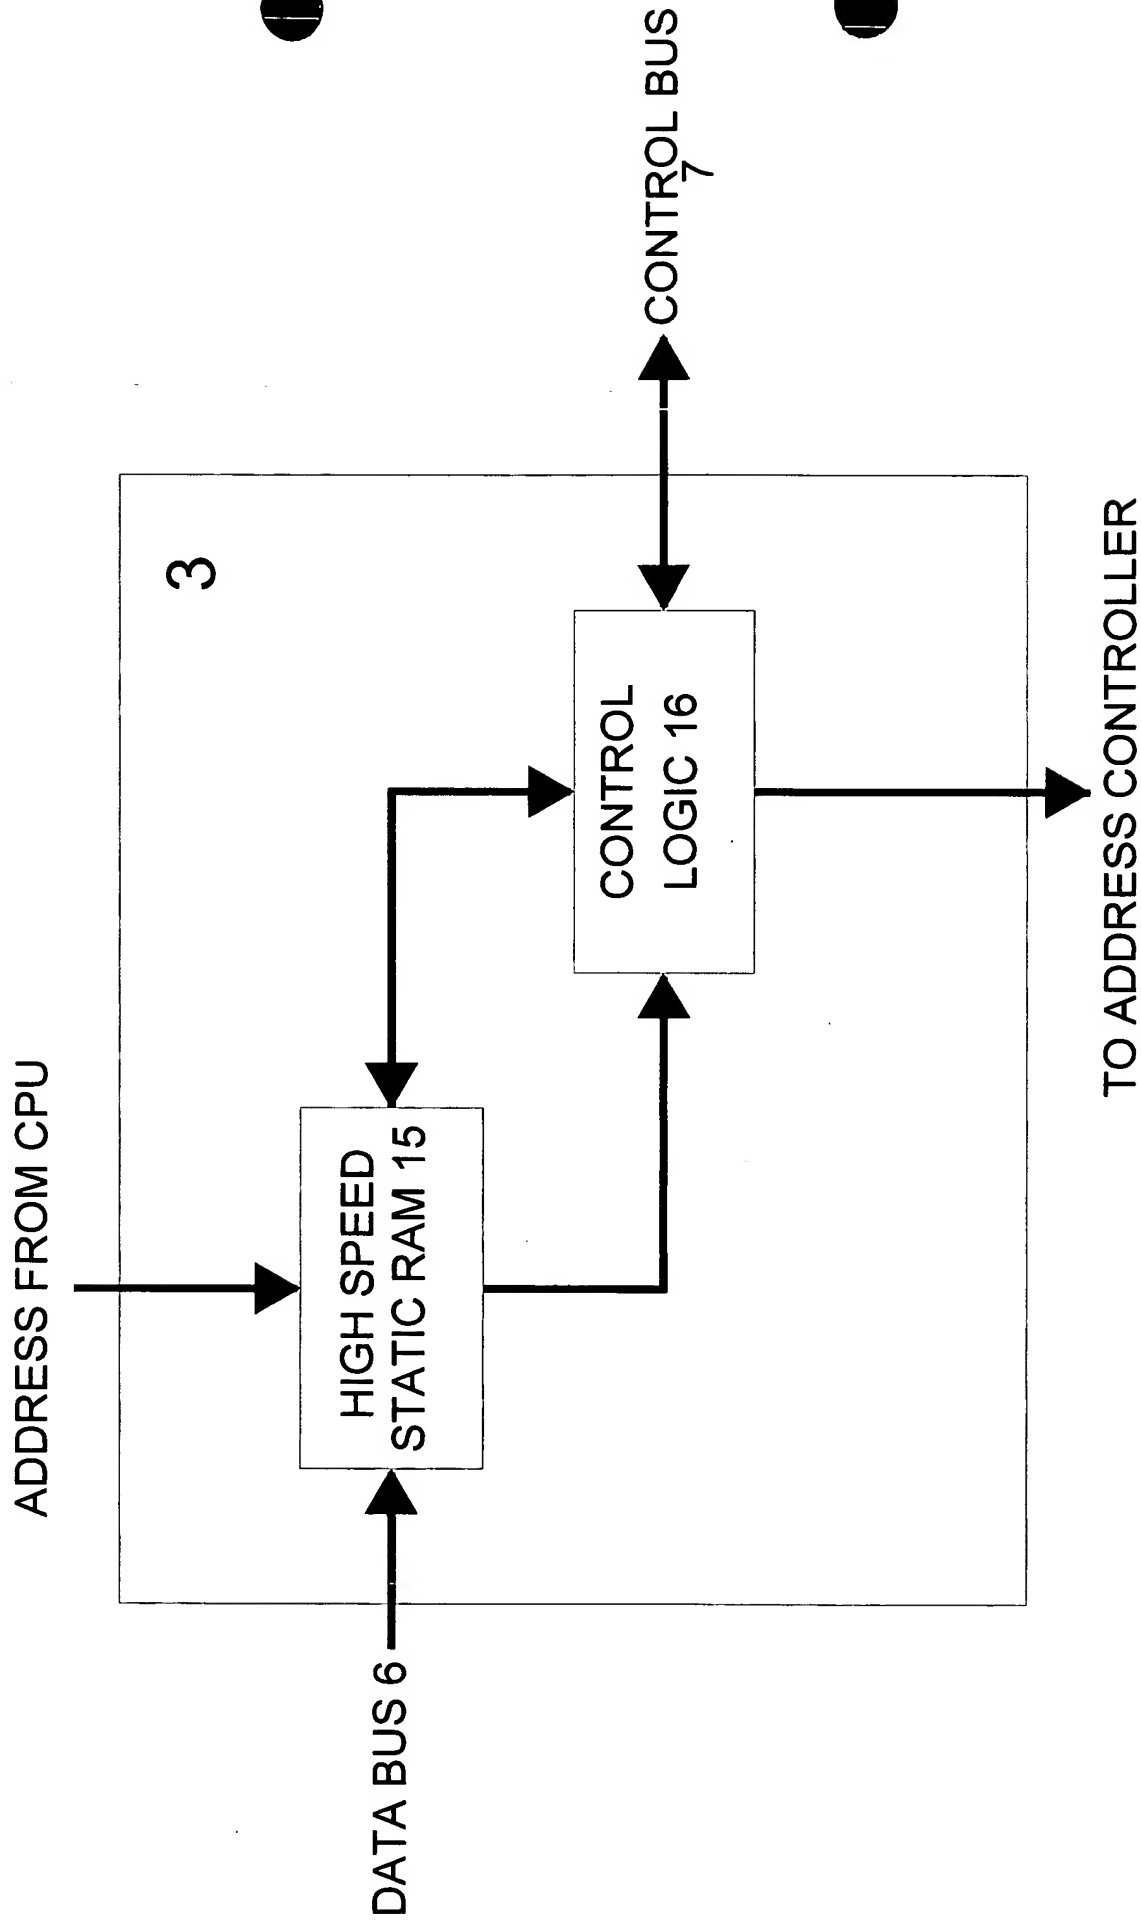 ADDRESS FROM CPU
3
DATA BUS 6
HIGH SPEED
STATIC RAM 15
CONTROL
LOGIC 16
CONTROL BUS
7
TO ADDRESS CONTROLLER